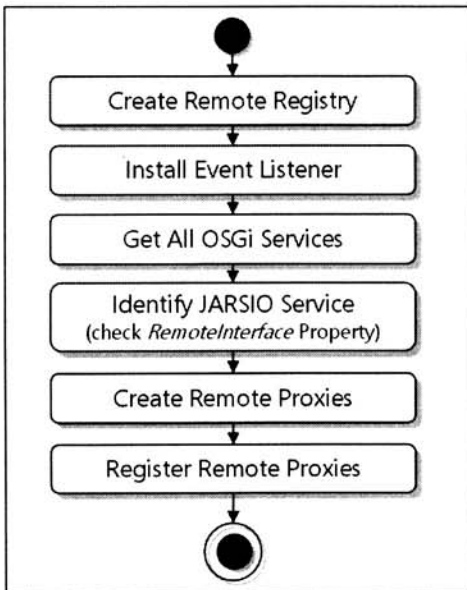 Create Remote Registry
Install Event Listener
Get All OSGi Services
Identify JARSIO Service
(check RemoteInterface Property)
Create Remote Proxies
Register Remote Proxies